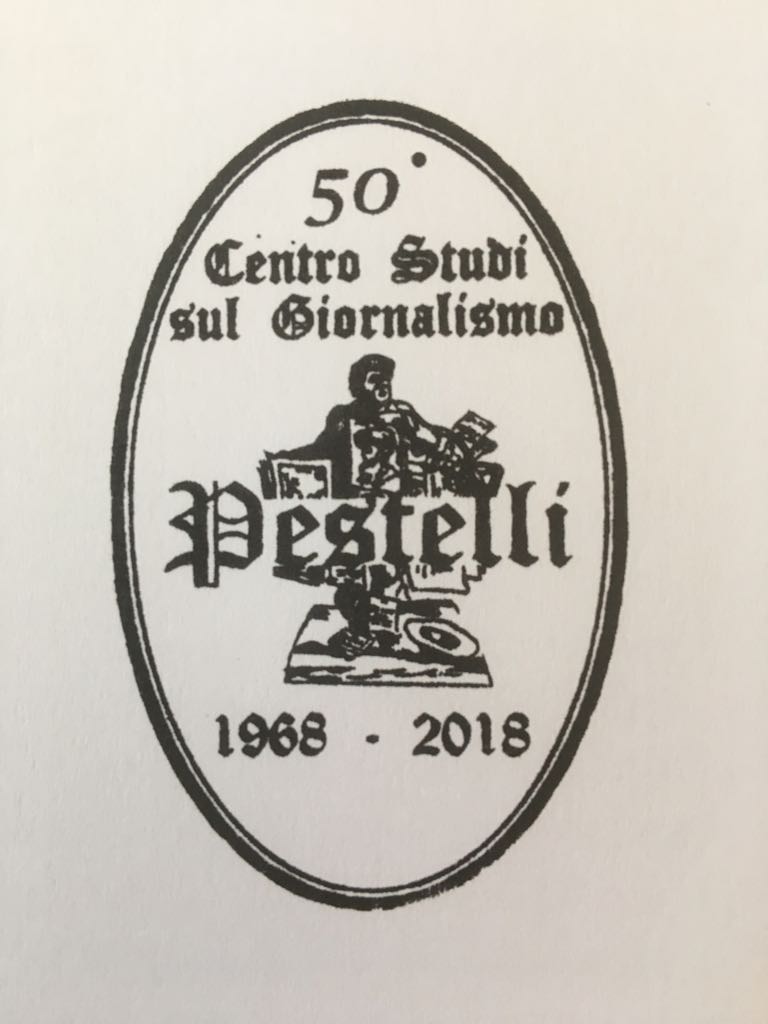 50°
Centro Studi
sul Giornalismo
Pestelli
1968 - 2018